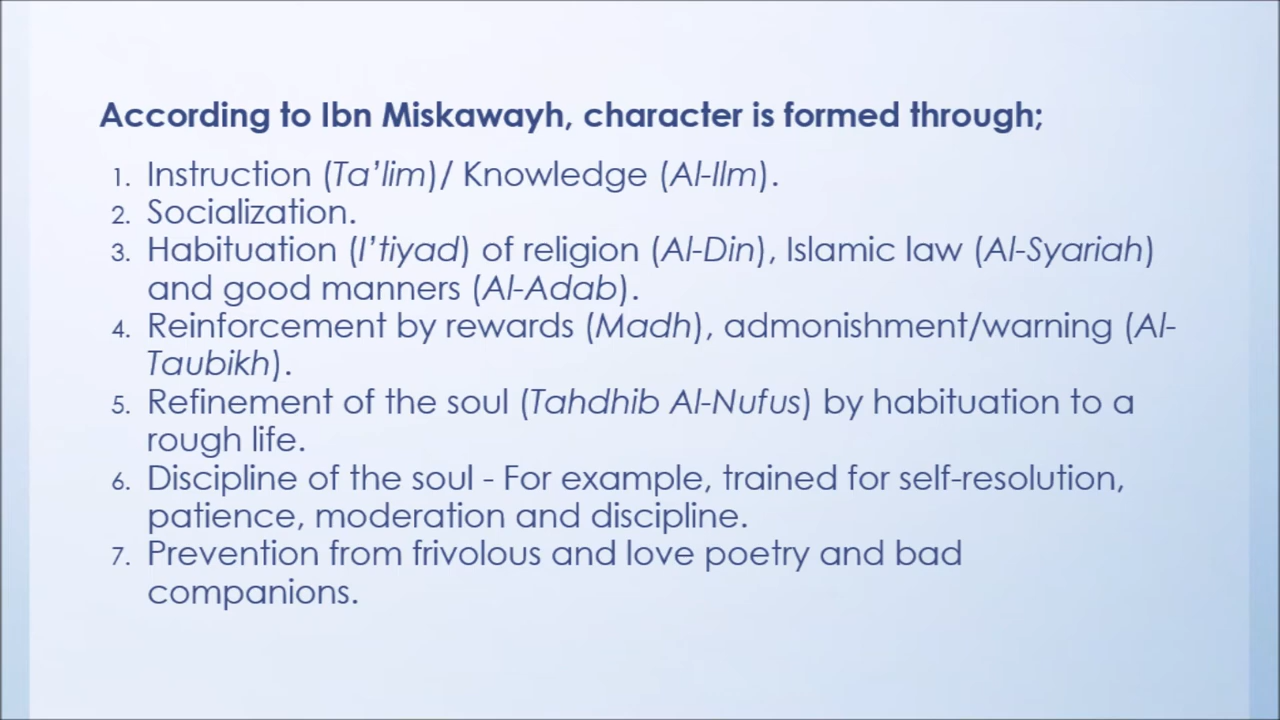 According to Ibn Miskawayh, character is formed through;
1. Instruction (Ta’lim)/ Knowledge (Al-Ilm).
2. Socialization.
3. Habituation (I’tiyad) of religion (Al-Din), Islamic law (Al-Syariah)
and good manners (Al-Adab).
4. Reinforcement by rewards (Madh), admonishment/warning (Al-
Taubikh).
5. Refinement of the soul (Tahdhib Al-Nufus) by habituation to a
rough life.
6. Discipline of the soul - For example, trained for self-resolution,
patience, moderation and discipline.
7. Prevention from frivolous and love poetry and bad
companions.